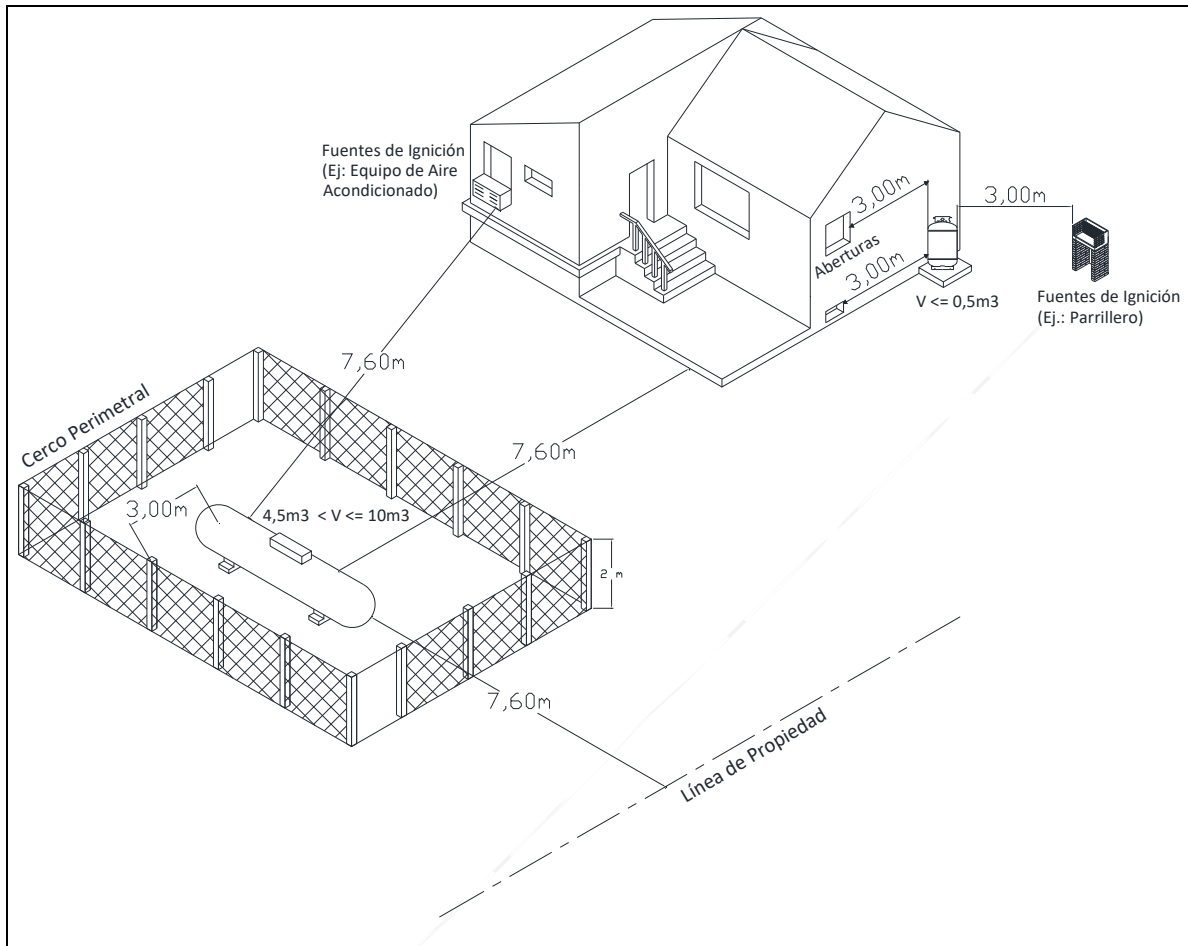 Fuentes de Ignición
(Ej: Equipo de Aire
Acondicionado)
3,00m
3,00m
Aberturas
3,00m
V <= 0,5m3
Fuentes de Ignición
(Ej.: Parrillero)
7,60m
Cerco Perimetral
7,60m
3,00m
4,5m3 < V <= 10m3
2 m
7,60m
Línea de Propiedad